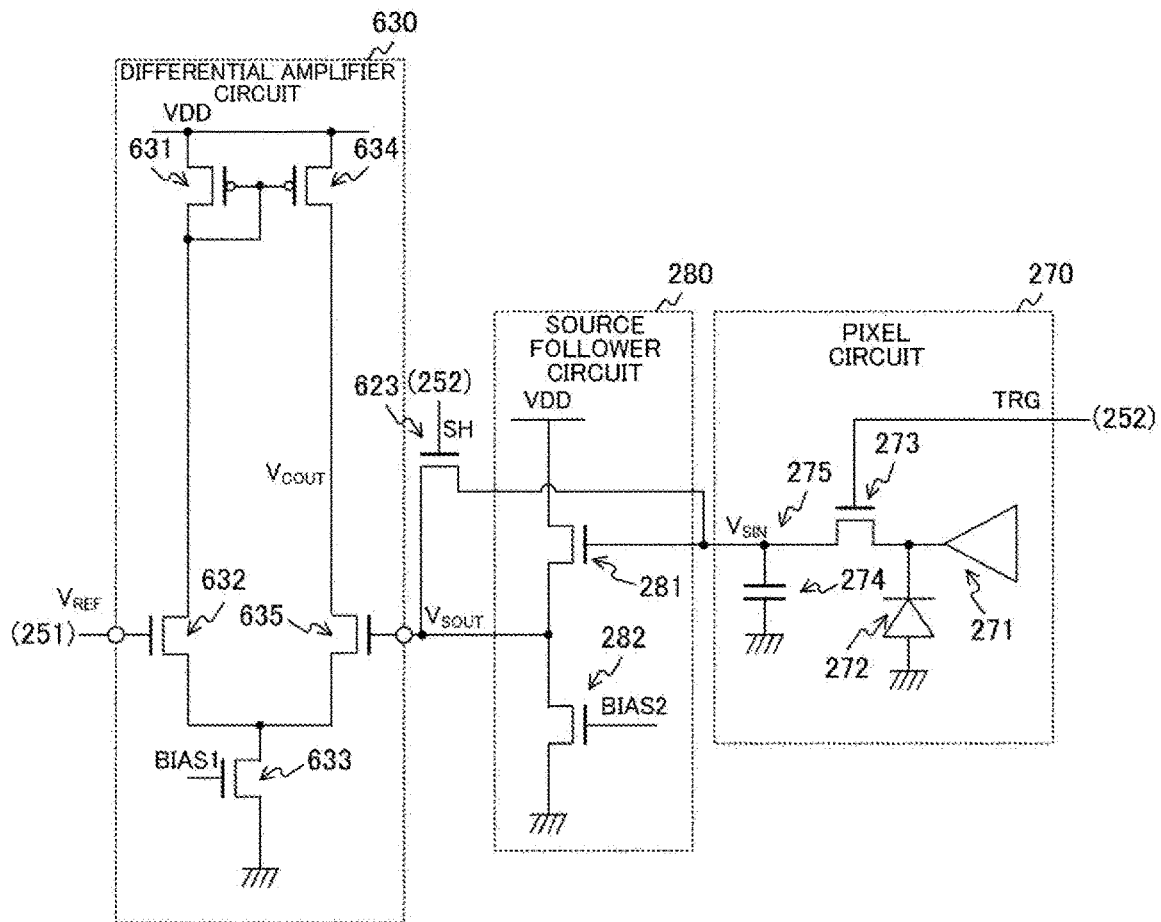 630
DIFFERENTIAL AMPLIFIER
CIRCUIT
VDD
631
634
280
270
SOURCE
FOLLOWER
CIRCUIT
PIXEL
CIRCUIT
623
(252)
SH
VDD
TRG
(252)
273
275
VCOUT
VSIN
281
274
272
271
VREF
(251)
632
635
VSOUT
282
BIAS2
BIAS1
633